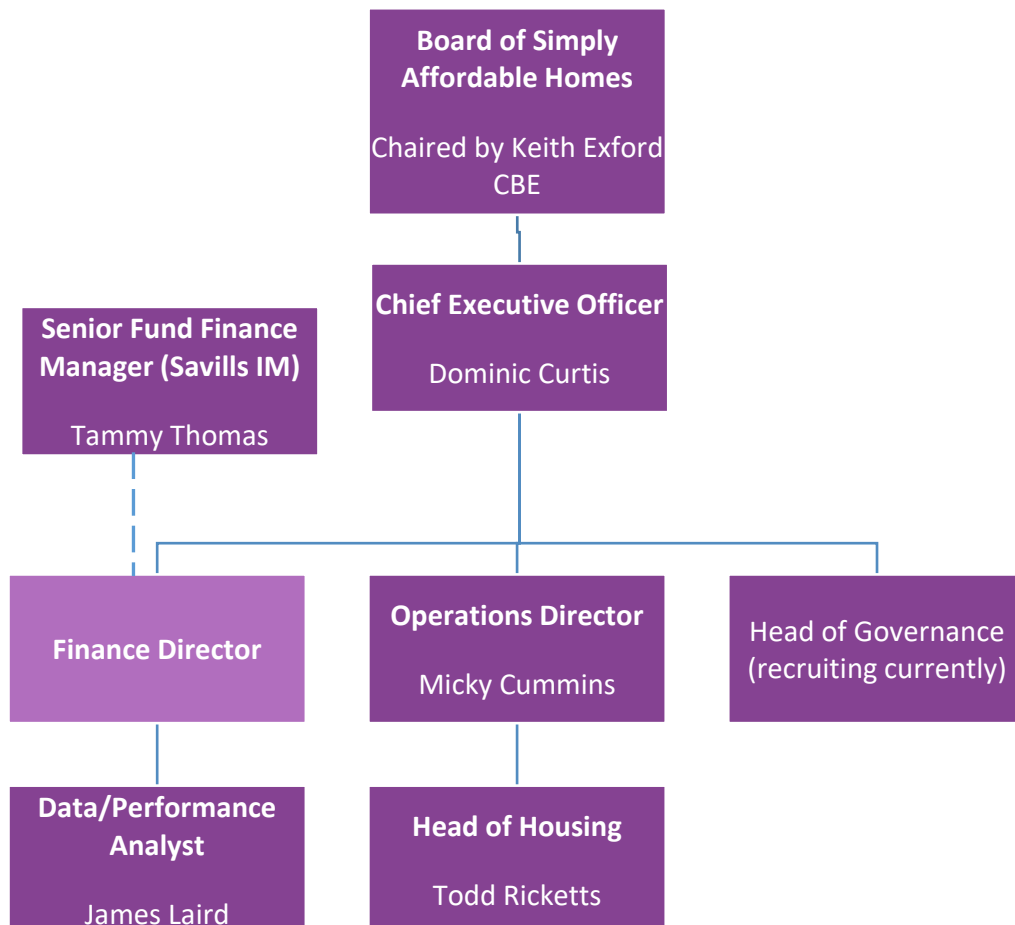 Board of Simply
Affordable Homes
Chaired by Keith Exford
CBE
Chief Executive Officer
Dominic Curtis
Senior Fund Finance
Manager (Savills IM)
Tammy Thomas
Finance Director
Operations Director
Micky Cummins
Head of Governance
(recruiting currently)
Data/Performance
Analyst
James Laird
Head of Housing
Todd Ricketts